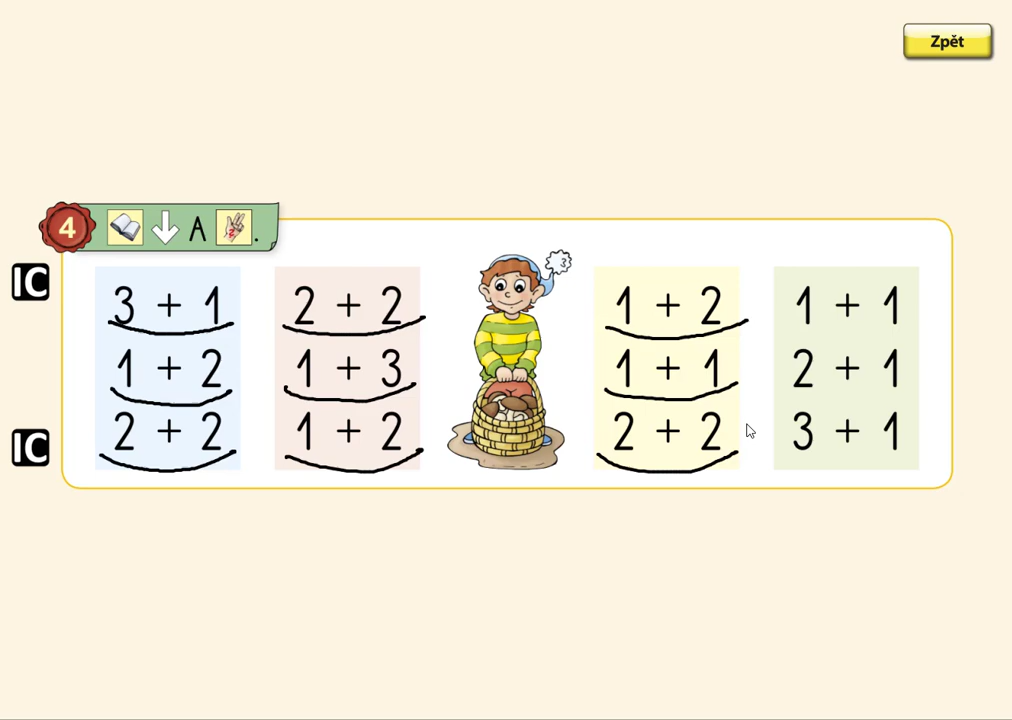 Zpět
4 A .
IC
3 + 1
1 + 2
2 + 2
2 + 2
1 + 3
1 + 2
3
1 + 2
1 + 1
2 + 2
1 + 1
2 + 1
3 + 1
IC